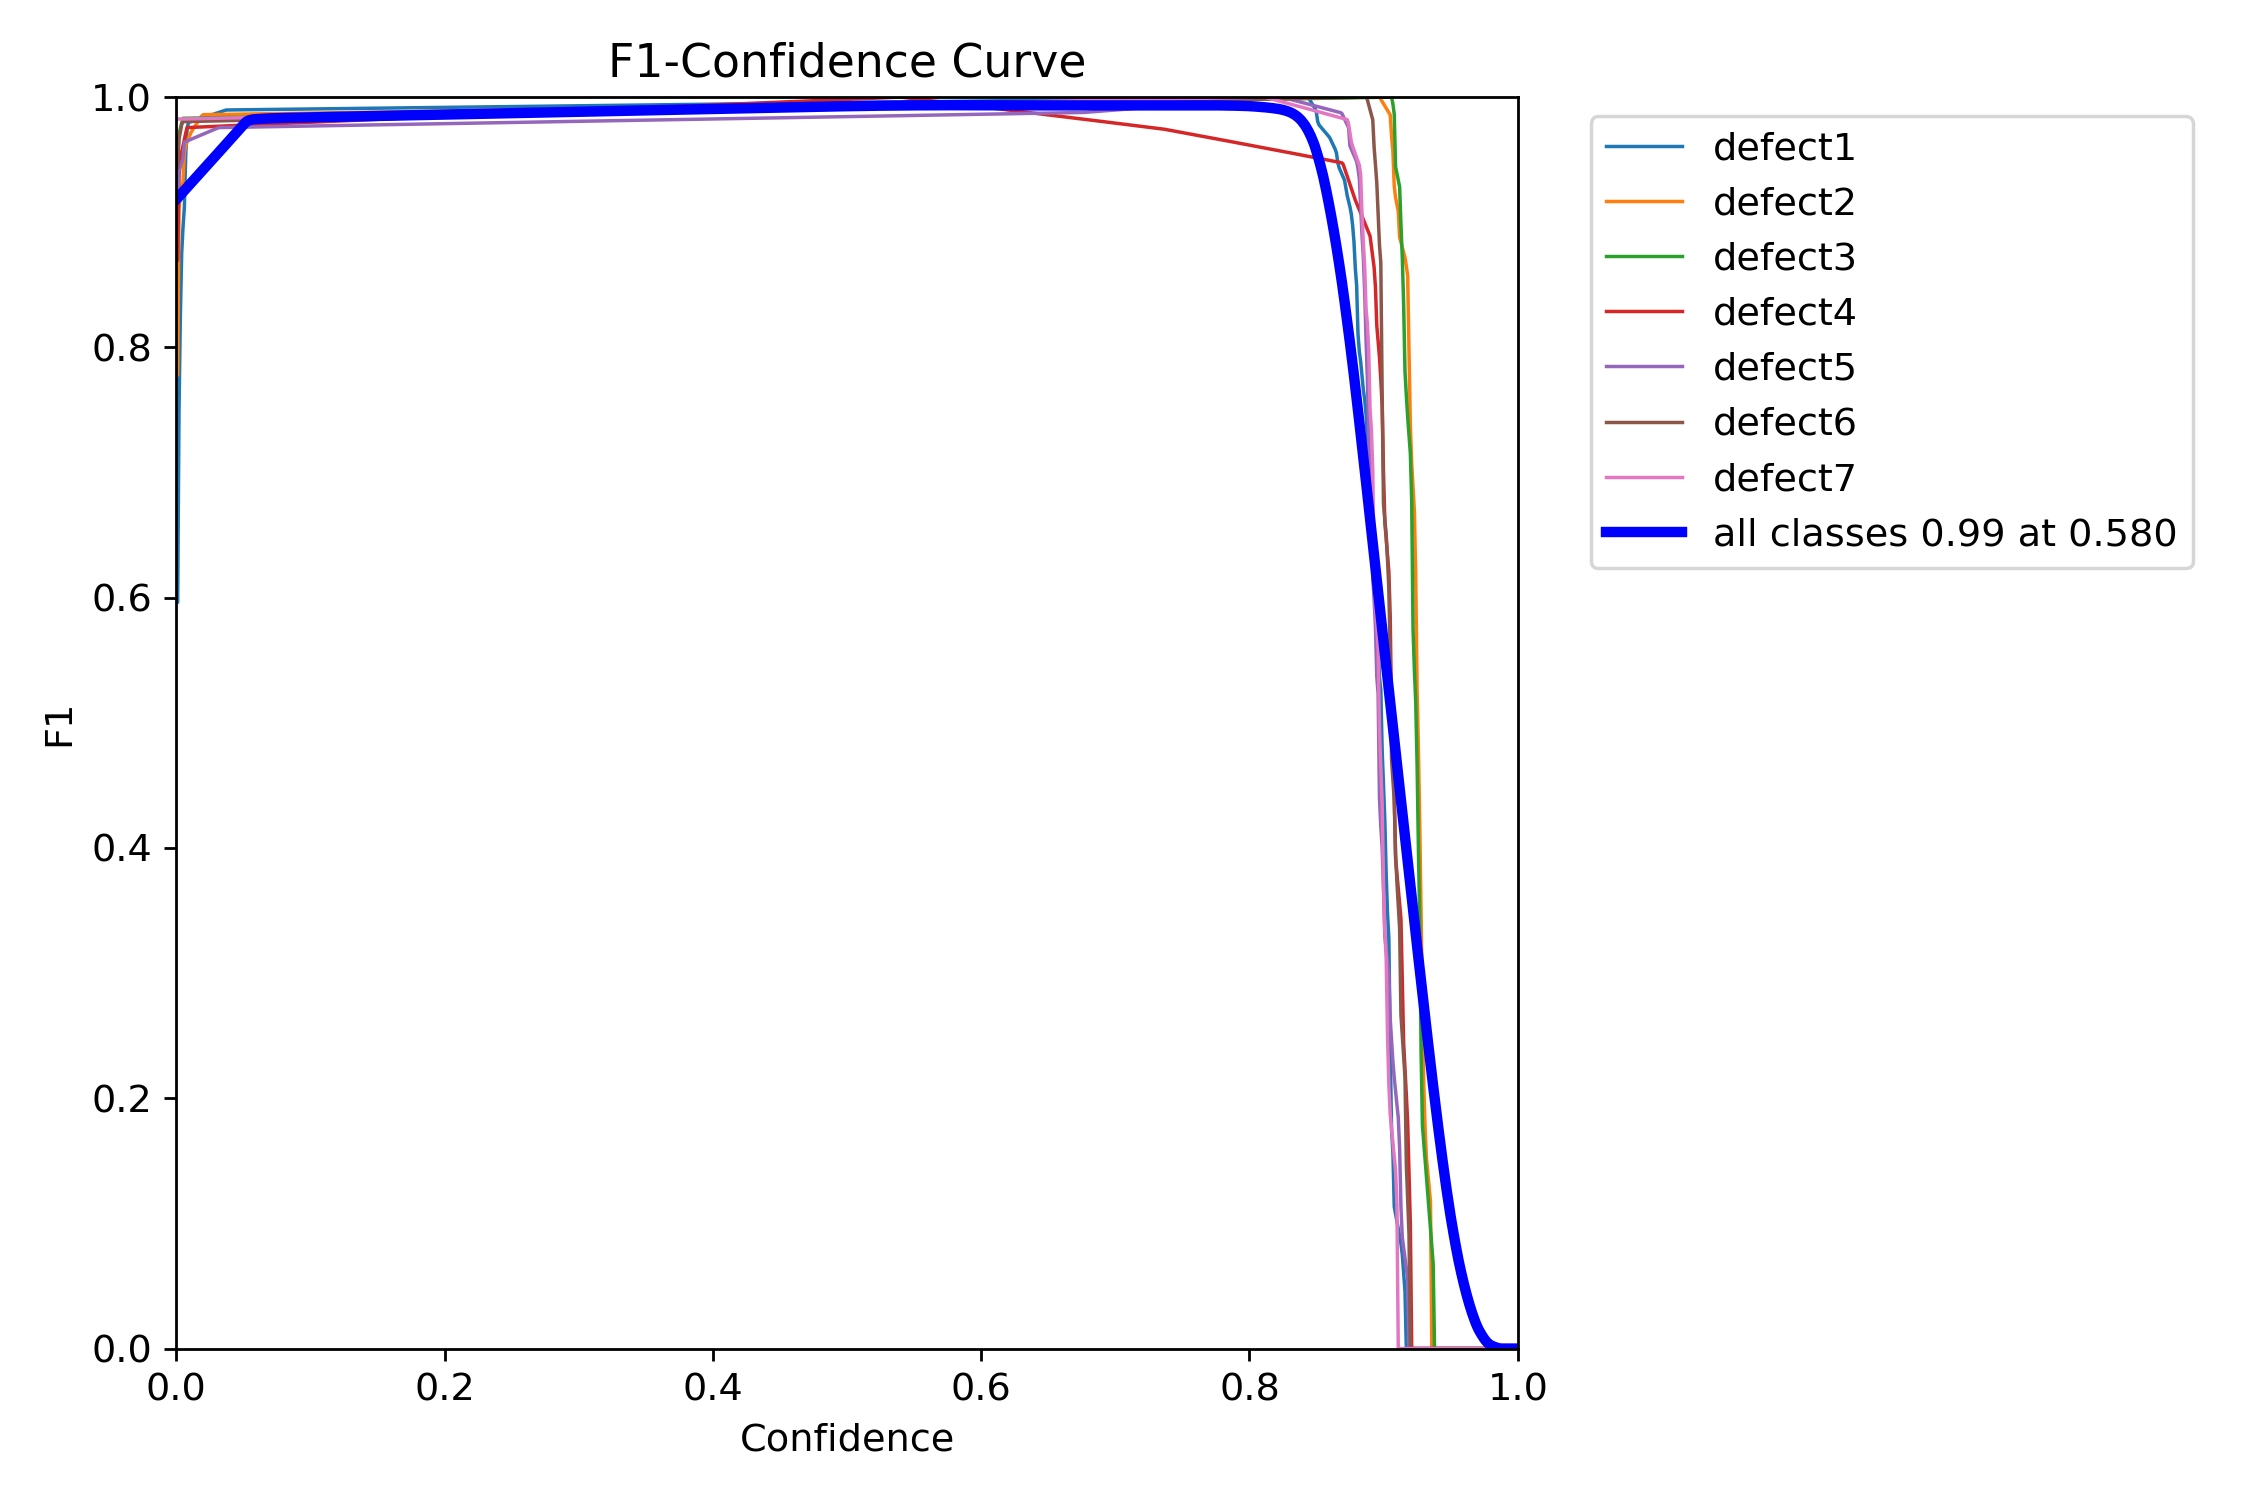 F1-Confidence Curve
1.0
0.8
0.6
0.4
0.2
0.0
F1
0.0 0.2 0.4 0.6 0.8 1.0
Confidence
defect1
defect2
defect3
defect4
defect5
defect6
defect7
all classes 0.99 at 0.580